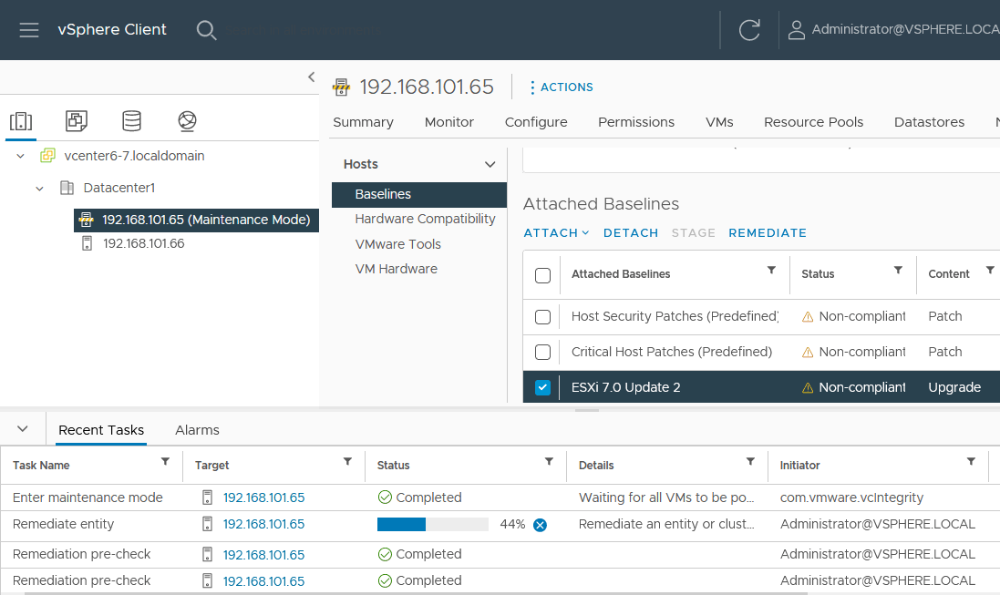 vSphere Client
Administrator@VSPHERE.LOCA
192.168.101.65
ACTIONS
Summary Monitor Configure Permissions VMs Resource Pools Datastores
vcenter6-7.localdomain
Datacenter1
192.168.101.65 (Maintenance Mode)
192.168.101.66
Hosts
Baselines
Hardware Compatibility
VMware Tools
VM Hardware
Attached Baselines
ATTACH DETACH STAGE REMEDIATE
Attached Baselines Status Content
Host Security Patches (Predefined) Non-compliant Patch
Critical Host Patches (Predefined) Non-compliant Patch
ESXi 7.0 Update 2 Non-compliant Upgrade
Recent Tasks Alarms
Task Name Target Status Details Initiator
Enter maintenance mode 192.168.101.65 Completed Waiting for all VMs to be po... com.vmware.vcIntegrity
Remediate entity 192.168.101.65 44% Remediate an entity or clust... Administrator@VSPHERE.LOCAL
Remediation pre-check 192.168.101.65 Completed Administrator@VSPHERE.LOCAL
Remediation pre-check 192.168.101.65 Completed Administrator@VSPHERE.LOCAL